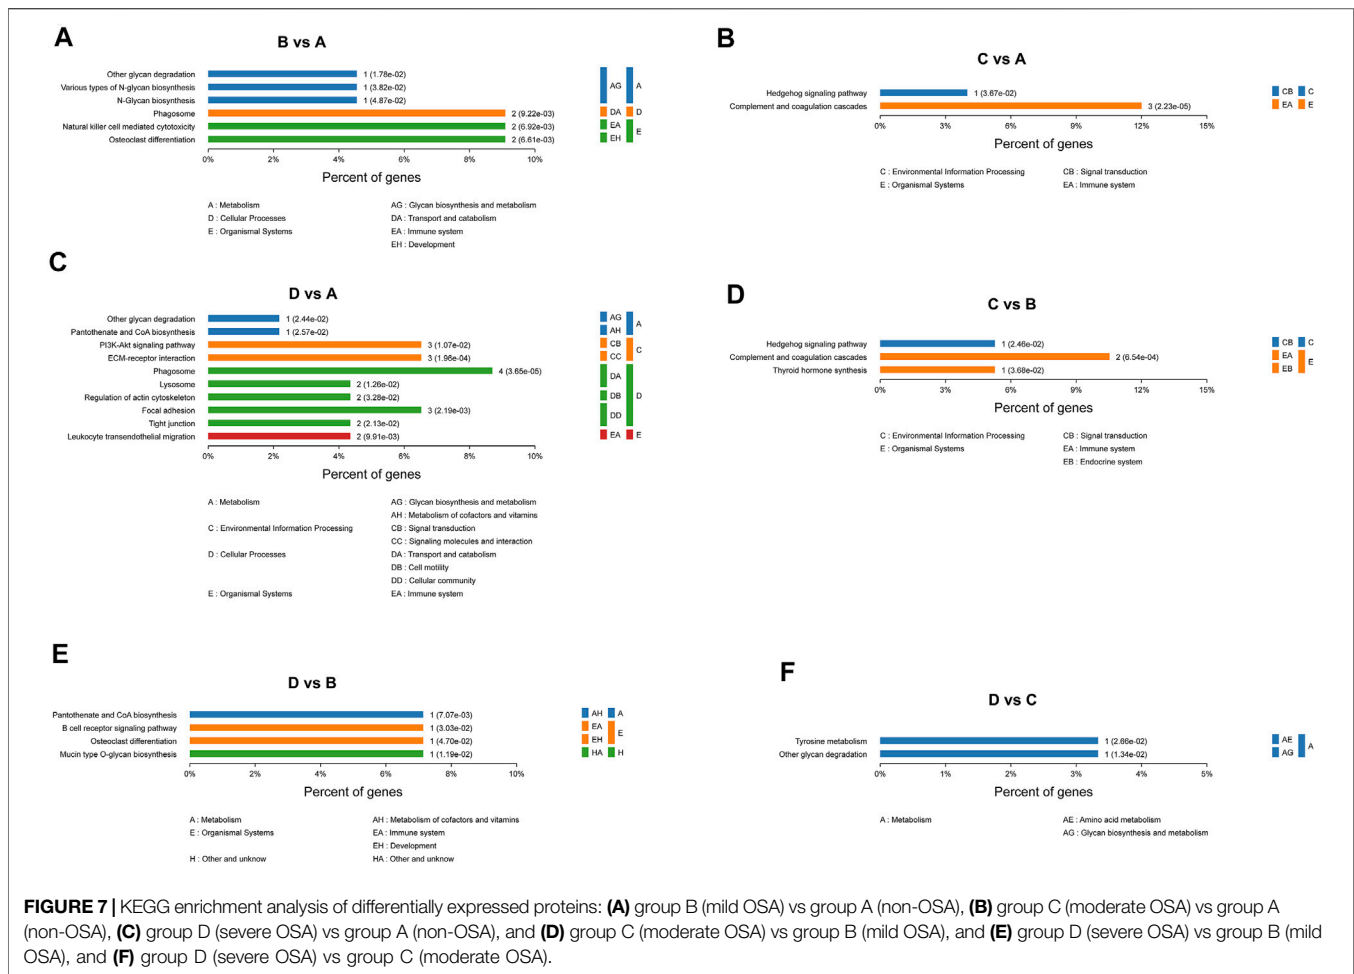 A
B vs A
Other glycan degradation 1 (1.78e-02)
Various types of N-glycan biosynthesis 1 (3.82e-02)
N-Glycan biosynthesis 1 (4.87e-02)
Phagosome 2 (9.22e-03)
Natural killer cell mediated cytotoxicity 2 (6.92e-03)
Osteoclast differentiation 2 (6.61e-03)
AG A
DA D
EA E
EH
0% 2% 4% 6% 8% 10%
Percent of genes
A : Metabolism AG : Glycan biosynthesis and metabolism
D : Cellular Processes DA : Transport and catabolism
E : Organismal Systems EA : Immune system
EH : Development
B
C vs A
Hedgehog signaling pathway 1 (3.67e-02) CB C
Complement and coagulation cascades 3 (2.23e-05) EA E
0% 3% 6% 9% 12% 15%
Percent of genes
C : Environmental Information Processing CB : Signal transduction
E : Organismal Systems EA : Immune system
C
D vs A
Other glycan degradation 1 (2.44e-02)
Pantothenate and CoA biosynthesis 1 (2.57e-02)
PI3K-Akt signaling pathway 3 (1.07e-02)
ECM-receptor interaction 3 (1.96e-04)
Phagosome 4 (3.65e-05)
Lysosome 2 (1.26e-02)
Regulation of actin cytoskeleton 2 (3.28e-02)
Focal adhesion 3 (2.19e-03)
Tight junction 2 (2.13e-02)
Leukocyte transendothelial migration 2 (9.91e-03)
AG A
AH
CB C
CC
DA
DB D
DD
EA E
0% 2% 4% 6% 8% 10%
Percent of genes
A : Metabolism AG : Glycan biosynthesis and metabolism
AH : Metabolism of cofactors and vitamins
C : Environmental Information Processing CB : Signal transduction
CC : Signaling molecules and interaction
D : Cellular Processes DA : Transport and catabolism
DB : Cell motility
DD : Cellular community
E : Organismal Systems EA : Immune system
D
C vs B
Hedgehog signaling pathway 1 (2.46e-02) CB C
Complement and coagulation cascades 2 (6.54e-04) EA E
Thyroid hormone synthesis 1 (3.68e-02) EB
0% 3% 6% 9% 12% 15%
Percent of genes
C : Environmental Information Processing CB : Signal transduction
E : Organismal Systems EA : Immune system
EB : Endocrine system
E
D vs B
Pantothenate and CoA biosynthesis 1 (7.07e-03) AH A
B cell receptor signaling pathway 1 (3.03e-02) EA E
Osteoclast differentiation 1 (4.70e-02) EH
Mucin type O-glycan biosynthesis 1 (1.19e-02) HA H
0% 2% 4% 6% 8% 10%
Percent of genes
A : Metabolism AH : Metabolism of cofactors and vitamins
E : Organismal Systems EA : Immune system
EH : Development
H : Other and unknow HA : Other and unknow
F
D vs C
Tyrosine metabolism 1 (2.66e-02) AE A
Other glycan degradation 1 (1.34e-02) AG
0% 1% 2% 3% 4% 5%
Percent of genes
A : Metabolism AE : Amino acid metabolism
AG : Glycan biosynthesis and metabolism
FIGURE 7 | KEGG enrichment analysis of differentially expressed proteins: (A) group B (mild OSA) vs group A (non-OSA), (B) group C (moderate OSA) vs group A
(non-OSA), (C) group D (severe OSA) vs group A (non-OSA), and (D) group C (moderate OSA) vs group B (mild OSA), and (E) group D (severe OSA) vs group B (mild
OSA), and (F) group D (severe OSA) vs group C (moderate OSA).